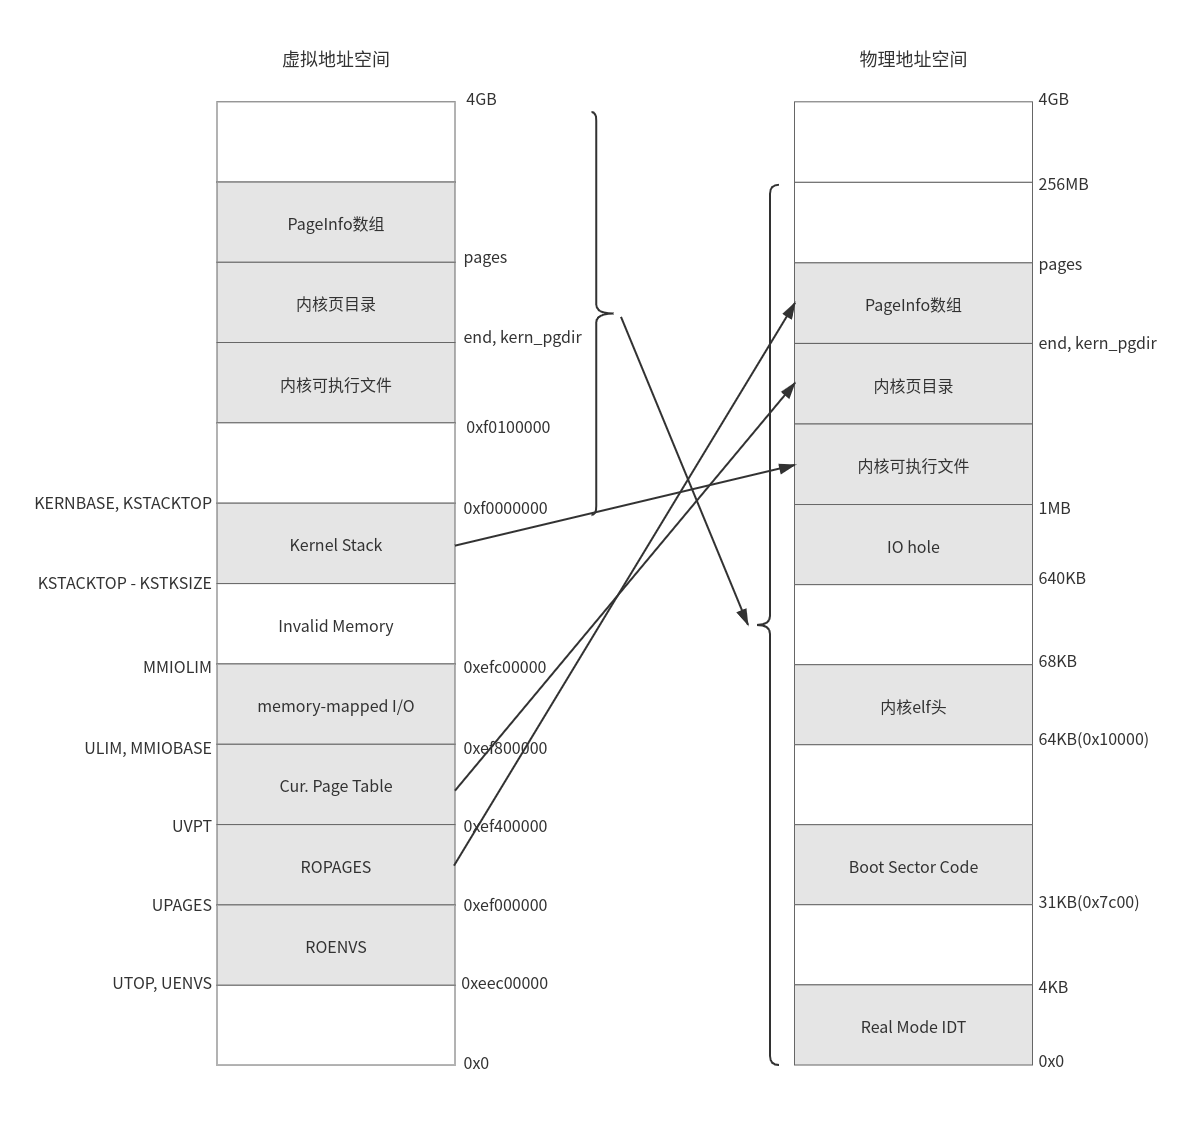 虚拟地址空间
物理地址空间
4GB
PageInfo数组
pages
内核页目录
end, kern_pgdir
内核可执行文件
0xf0100000
KERNBASE, KSTACKTOP
0xf0000000
Kernel Stack
KSTACKTOP - KSTKSIZE
Invalid Memory
MMIOLIM
0xefc00000
memory-mapped I/O
ULIM, MMIOBASE
0xef800000
Cur. Page Table
UVPT
0xef400000
ROPAGES
UPAGES
0xef000000
ROENVS
UTOP, UENVS
0xeec00000
0x0
4GB
256MB
pages
PageInfo数组
end, kern_pgdir
内核页目录
内核可执行文件
1MB
IO hole
640KB
68KB
内核elf头
64KB(0x10000)
Boot Sector Code
31KB(0x7c00)
4KB
Real Mode IDT
0x0